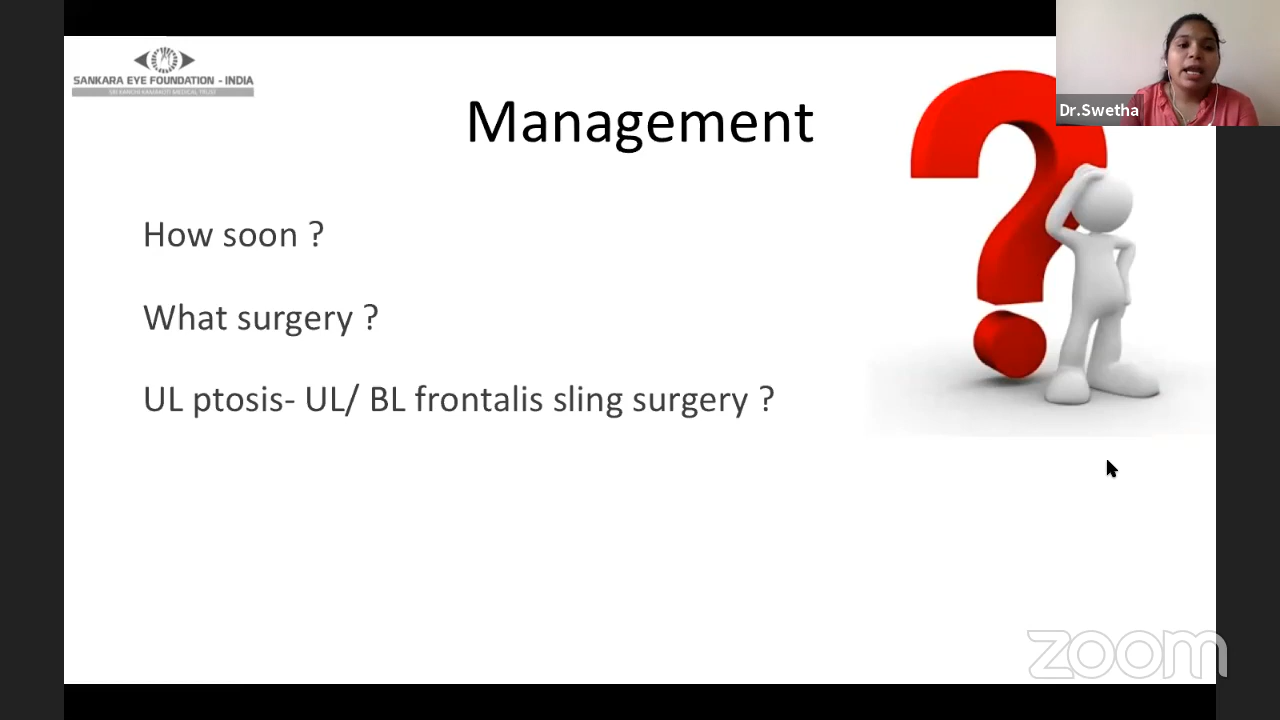 SANKARA EYE FOUNDATION - INDIA
SRI KANCHI KAMAKOTI MEDICAL TRUST
Management
Dr.Swetha
How soon ?
What surgery ?
UL ptosis- UL/ BL frontalis sling surgery ?
zoom